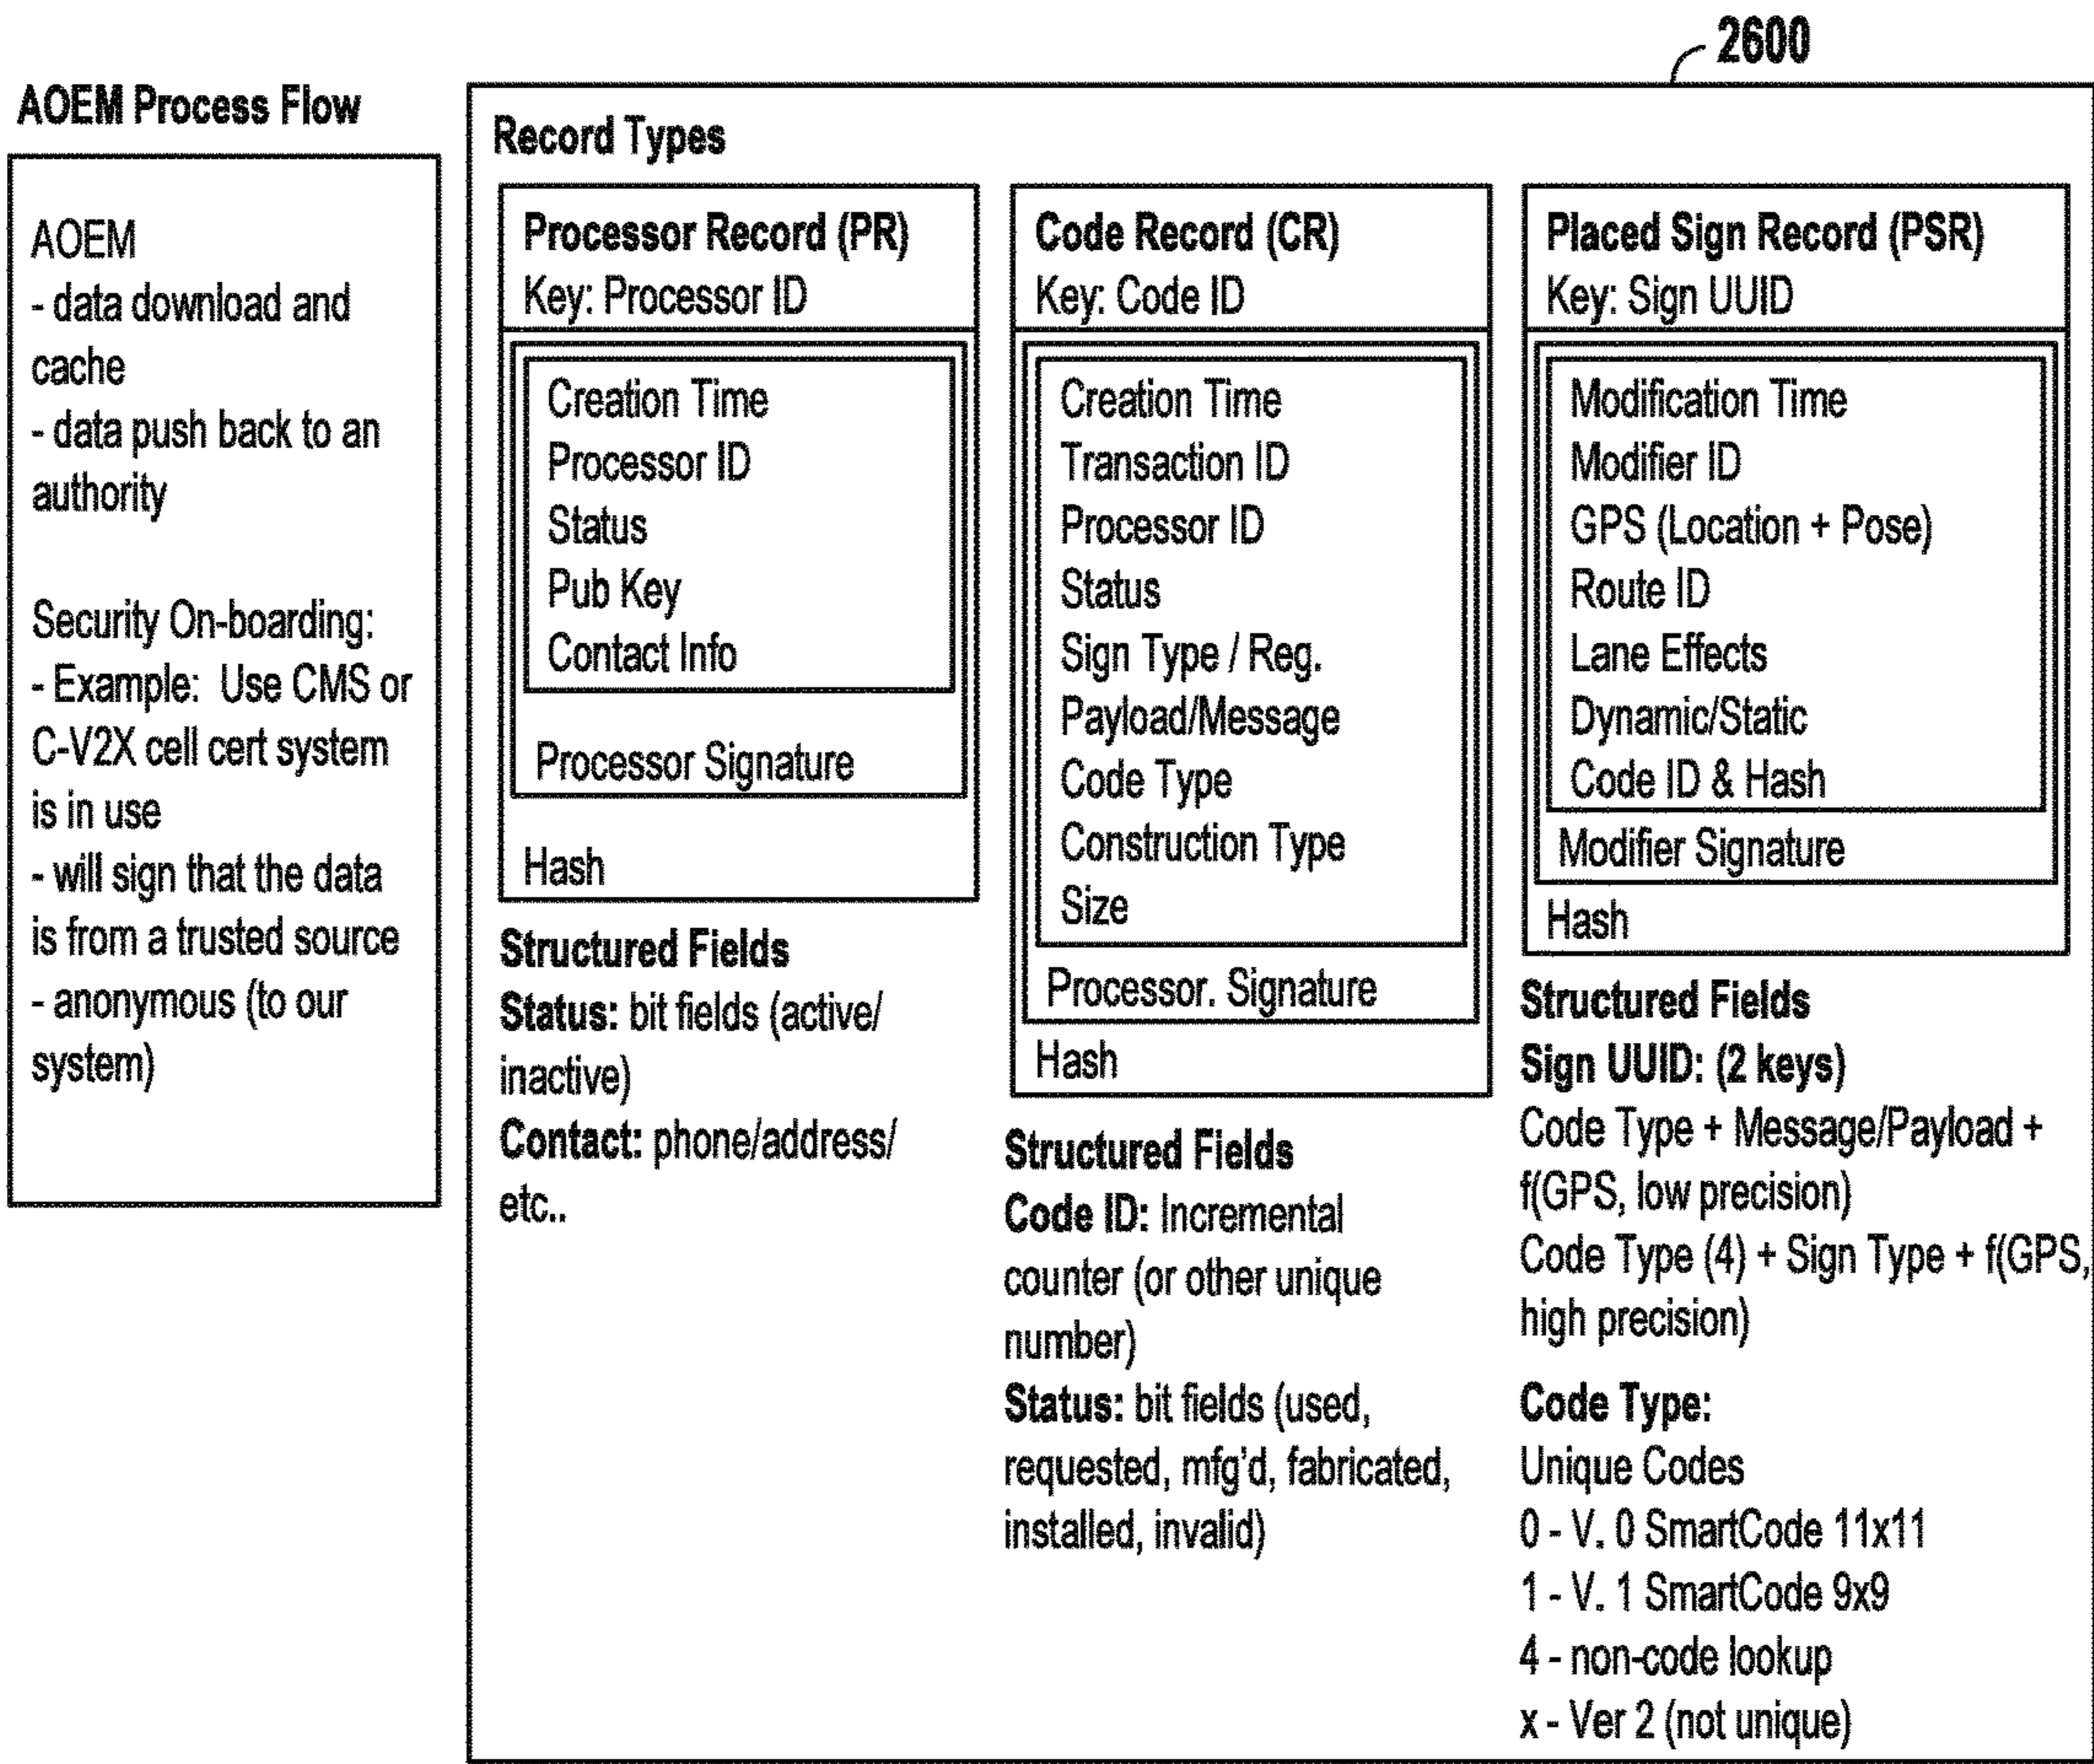 2600
AOEM Process Flow
AOEM
- data download and
cache
- data push back to an
authority
Security On-boarding:
- Example: Use CMS or
C-V2X cell cert system
is in use
- will sign that the data
is from a trusted source
- anonymous (to our
system)
Record Types
Processor Record (PR)
Key: Processor ID
Creation Time
Processor ID
Status
Pub Key
Contact Info
Processor Signature
Hash
Structured Fields
Status: bit fields (active/
inactive)
Contact: phone/address/
etc..
Code Record (CR)
Key: Code ID
Creation Time
Transaction ID
Processor ID
Status
Sign Type / Reg.
Payload/Message
Code Type
Construction Type
Size
Processor. Signature
Hash
Structured Fields
Code ID: Incremental
counter (or other unique
number)
Status: bit fields (used,
requested, mfg'd, fabricated,
installed, invalid)
Placed Sign Record (PSR)
Key: Sign UUID
Modification Time
Modifier ID
GPS (Location + Pose)
Route ID
Lane Effects
Dynamic/Static
Code ID & Hash
Modifier Signature
Hash
Structured Fields
Sign UUID: (2 keys)
Code Type + Message/Payload +
f(GPS, low precision)
Code Type (4) + Sign Type + f(GPS,
high precision)
Code Type:
Unique Codes
0 - V. 0 SmartCode 11x11
1 - V. 1 SmartCode 9x9
4 - non-code lookup
x - Ver 2 (not unique)